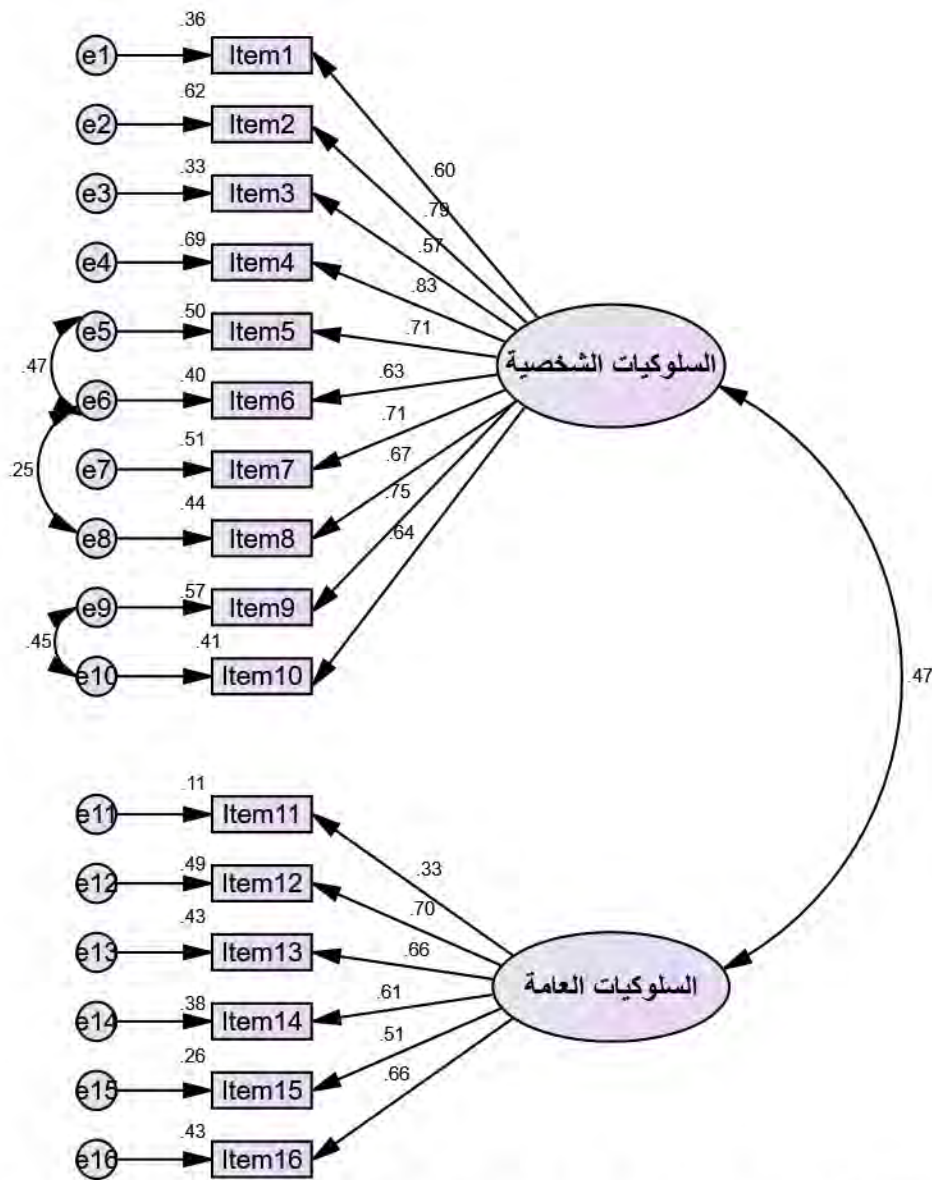 .36
e1
Item1
.62
e2
Item2
.60
.33
e3
Item3
.79
.57
.69
e4
Item4
.83
.50
e5
Item5
.71
السلوكيات الشخصية
.47
.40
e6
Item6
.63
.51
e7
Item7
.71
.25
.67
.44
e8
Item8
.75
.64
.57
e9
Item9
.45
.41
e10
Item10
.47
.11
e11
Item11
.33
.49
e12
Item12
.70
.43
e13
Item13
.66
السلوكيات العامة
.38
e14
Item14
.61
.26
e15
Item15
.51
.66
.43
e16
Item16